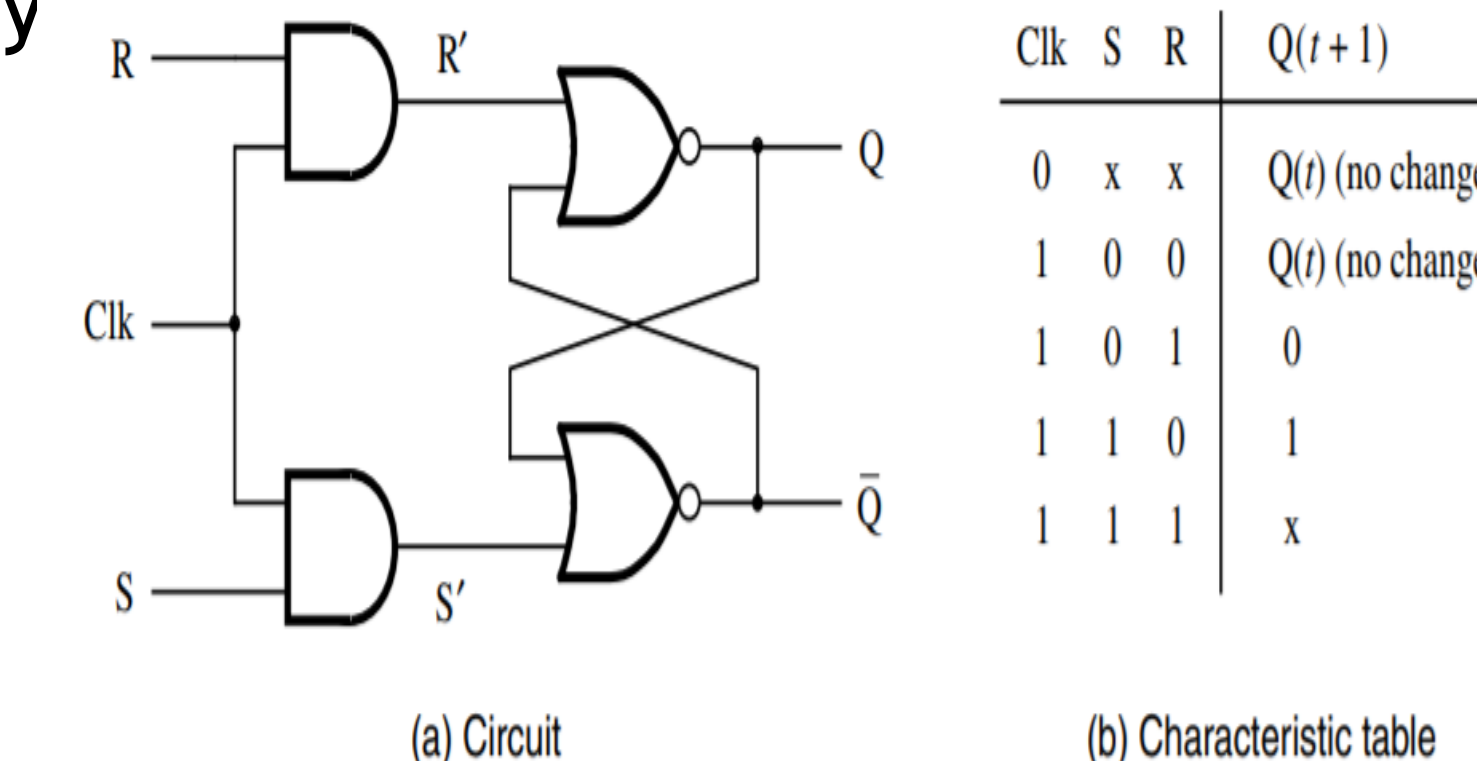 y
R
R′
Q
Clk
S
S′
Q̄
(a) Circuit
Clk S R Q(t + 1)
0 x x Q(t) (no change
1 0 0 Q(t) (no change
1 0 1 0
1 1 0 1
1 1 1 x
(b) Characteristic table